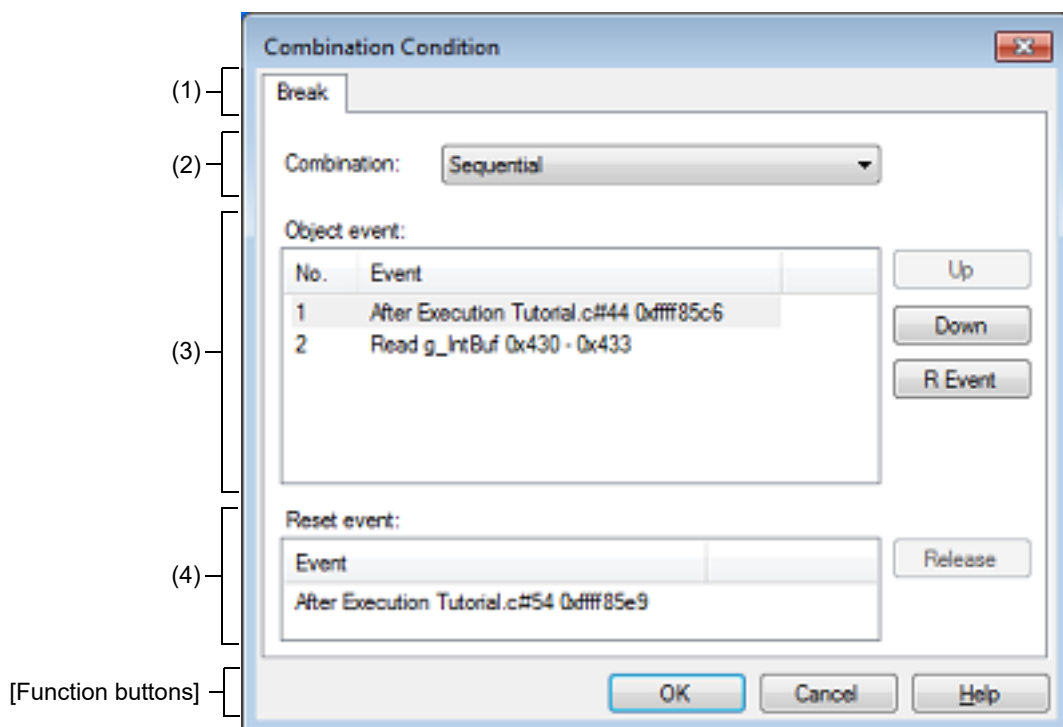 Combination Condition
(1)
Break
(2)
Combination: Sequential
Object event:
No. Event
Up
1 After Execution Tutorial.c#44 0xffff85c6
Down
(3)
2 Read g_IntBuf 0x430 - 0x433
R Event
Reset event:
Event
Release
(4)
After Execution Tutorial.c#54 0xffff85e9
[Function buttons]
OK Cancel Help